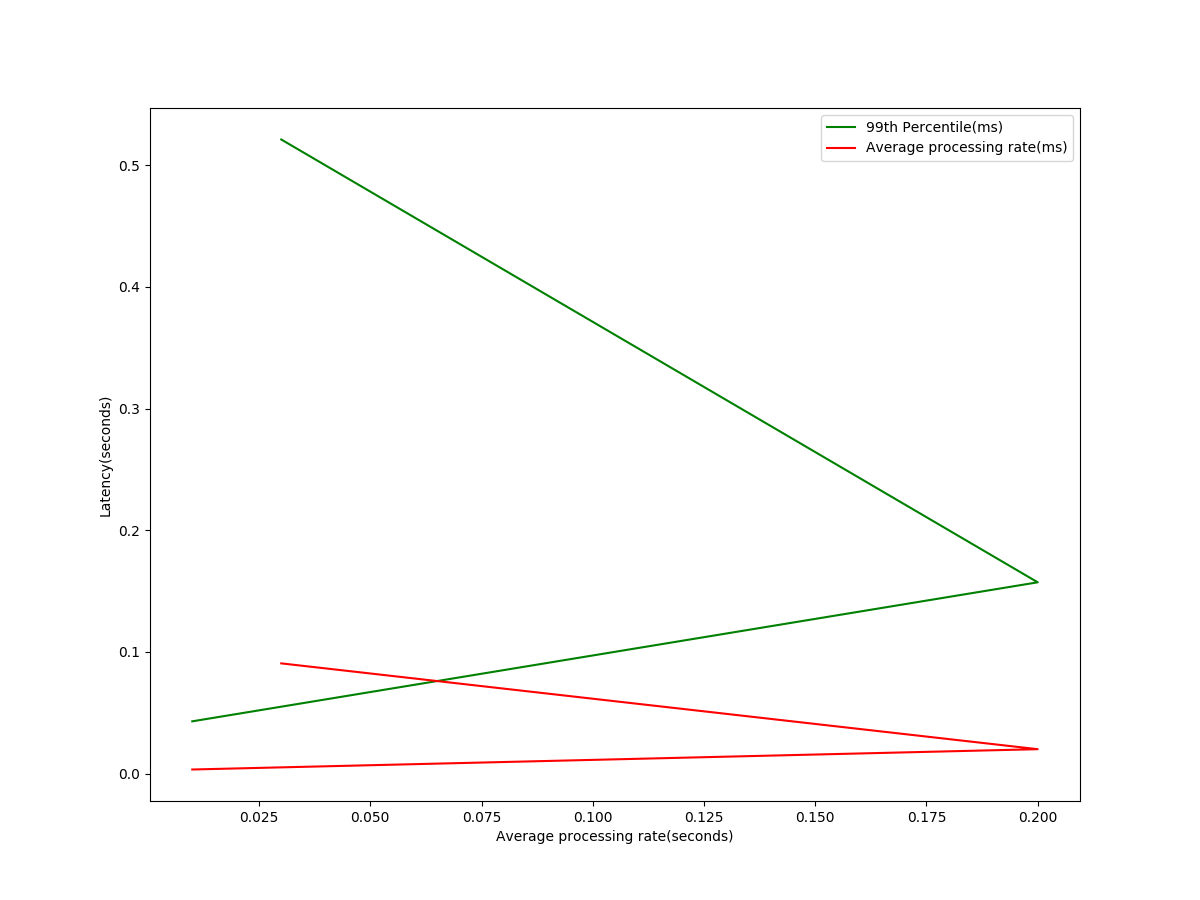 99th Percentile(ms)
Average processing rate(ms)
0.5
0.4
0.3
0.2
0.1
0.0
Latency(seconds)
0.025 0.050 0.075 0.100 0.125 0.150 0.175 0.200
Average processing rate(seconds)